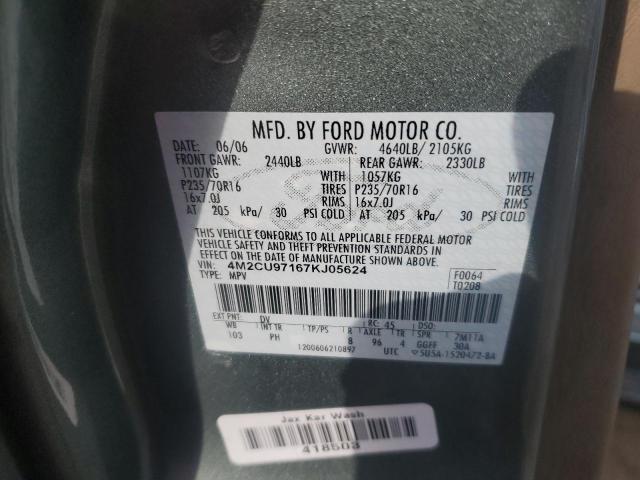 MFD. BY FORD MOTOR CO.
DATE: 06/06 GVWR: 4640LB/ 2105KG
FRONT GAWR: 2440LB REAR GAWR: 2330LB
1107KG WITH 1057KG WITH
P235/70R16 TIRES P235/70R16 TIRES
16x7.0J RIMS 16x7.0J RIMS
AT 205 kPa/ 30 PSI COLD AT 205 kPa/ 30 PSI COLD
THIS VEHICLE CONFORMS TO ALL APPLICABLE FEDERAL MOTOR
VEHICLE SAFETY AND THEFT PREVENTION STANDARDS IN
EFFECT ON THE DATE OF MANUFACTURE SHOWN ABOVE.
VIN: 4M2CU97167KJ05624 F0064
TYPE: MPV T0208
EXT PNT: DV RC: 45 DSO:
WB INT TR TP/PS R AXLE TR SPR 7M1TA
103 PH 8 96 4 GGFF 30A
1200606210897 UTC 5U5A-1520472-BA
Jax Kar Wash
418503